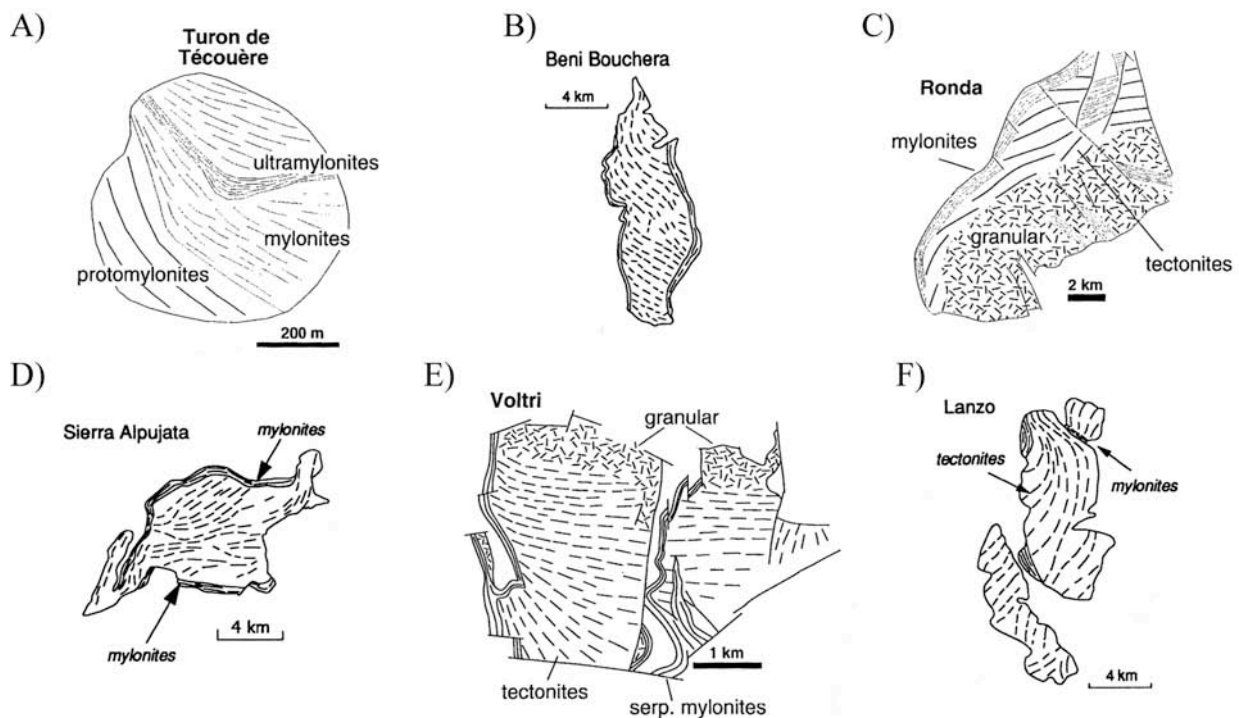 A)
Turon de
Técouère
ultramylonites
mylonites
protomylonites
200 m
B)
Beni Bouchera
4 km
C)
Ronda
mylonites
granular
tectonites
2 km
D)
Sierra Alpujata
mylonites
4 km
mylonites
E)
Voltri
granular
1 km
tectonites
serp. mylonites
F)
Lanzo
tectonites
mylonites
4 km